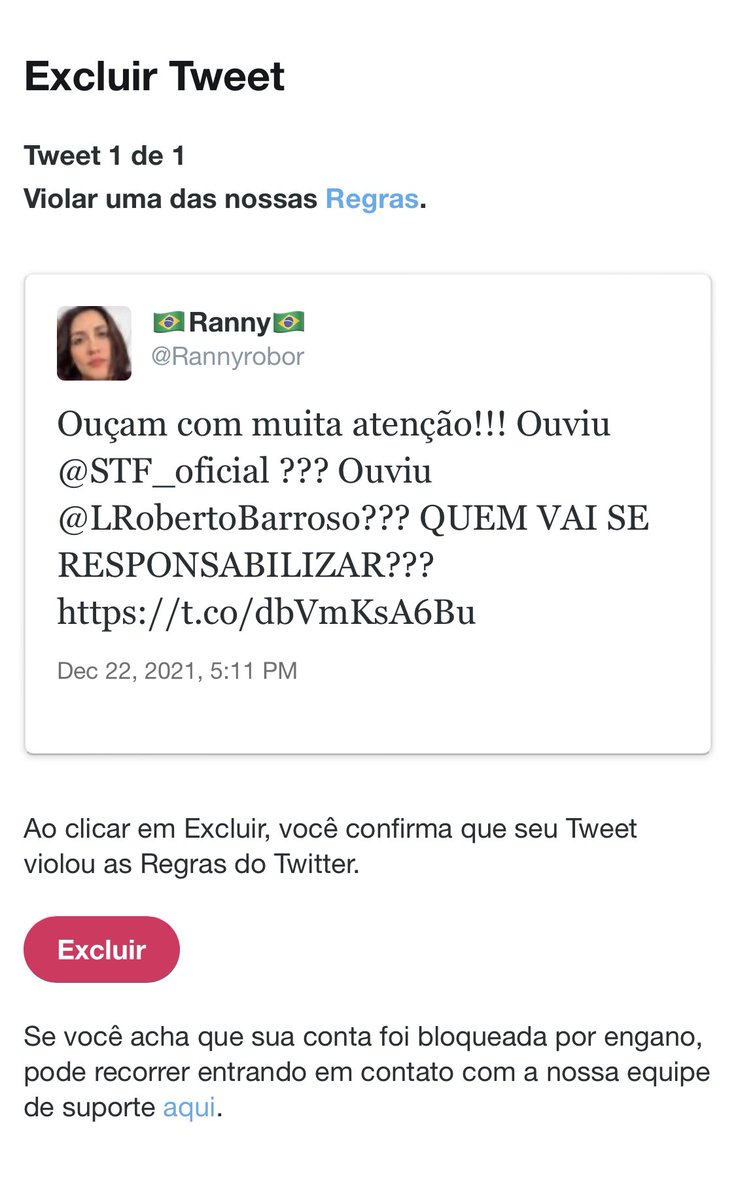 Excluir Tweet
Tweet 1 de 1
Violar uma das nossas Regras.
🇧🇷Ranny🇧🇷
@Rannyrobor
Ouçam com muita atenção!!! Ouviu
@STF_oficial ??? Ouviu
@LRobertoBarroso??? QUEM VAI SE
RESPONSABILIZAR???
https://t.co/dbVmKsA6Bu
Dec 22, 2021, 5:11 PM
Ao clicar em Excluir, você confirma que seu Tweet
violou as Regras do Twitter.
Excluir
Se você acha que sua conta foi bloqueada por engano,
pode recorrer entrando em contato com a nossa equipe
de suporte aqui.